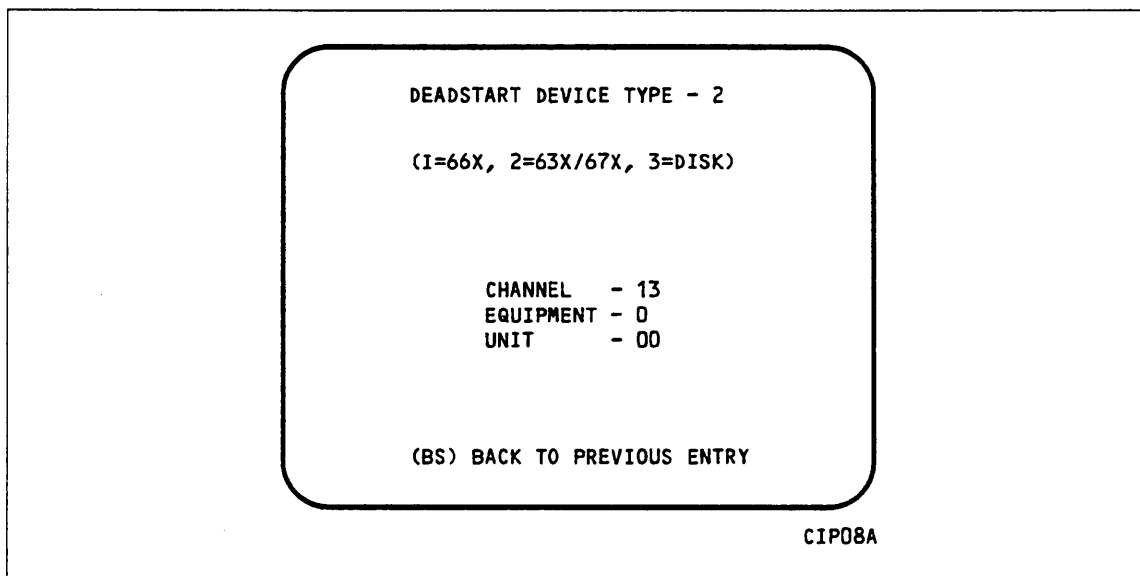 DEADSTART DEVICE TYPE - 2
(I=66X, 2=63X/67X, 3=DISK)
CHANNEL - 13
EQUIPMENT - 0
UNIT - 00
(BS) BACK TO PREVIOUS ENTRY
CIP08A